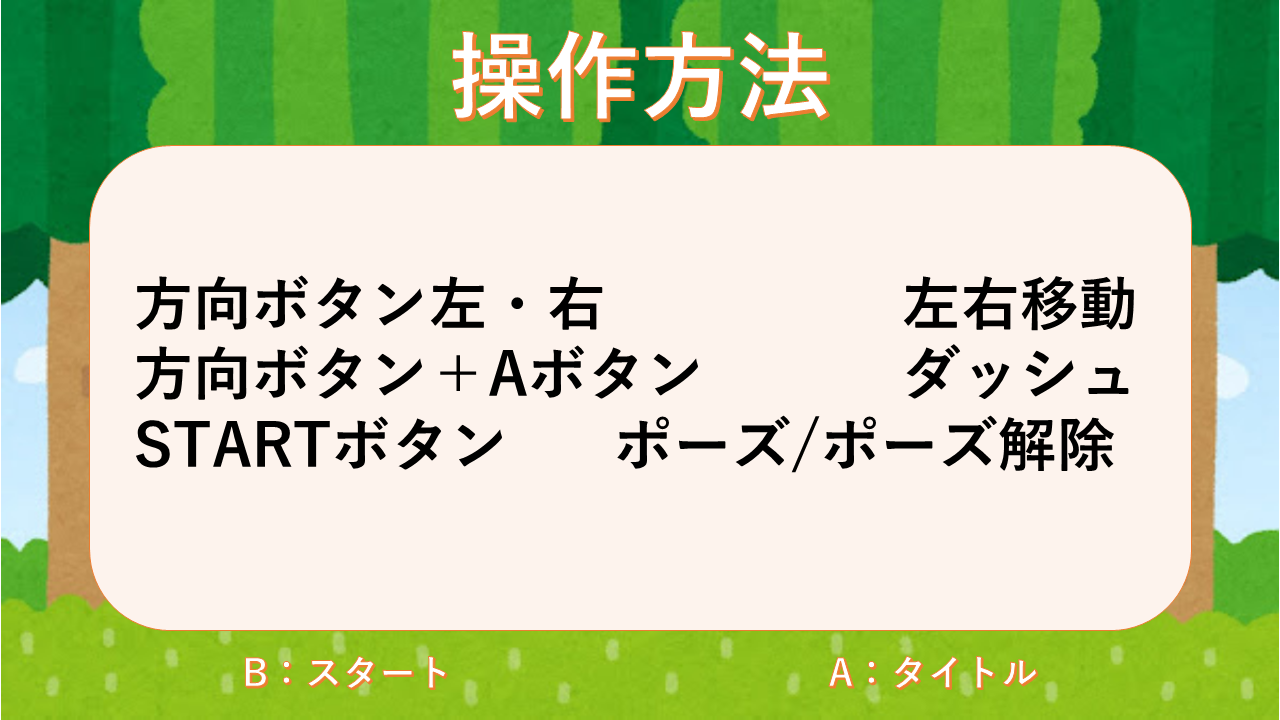 操作方法
方向ボタン左・右　　　　　左右移動
方向ボタン＋Aボタン　　　ダッシュ
STARTボタン　　ポーズ/ポーズ解除
B：スタート　　　　　　A：タイトル